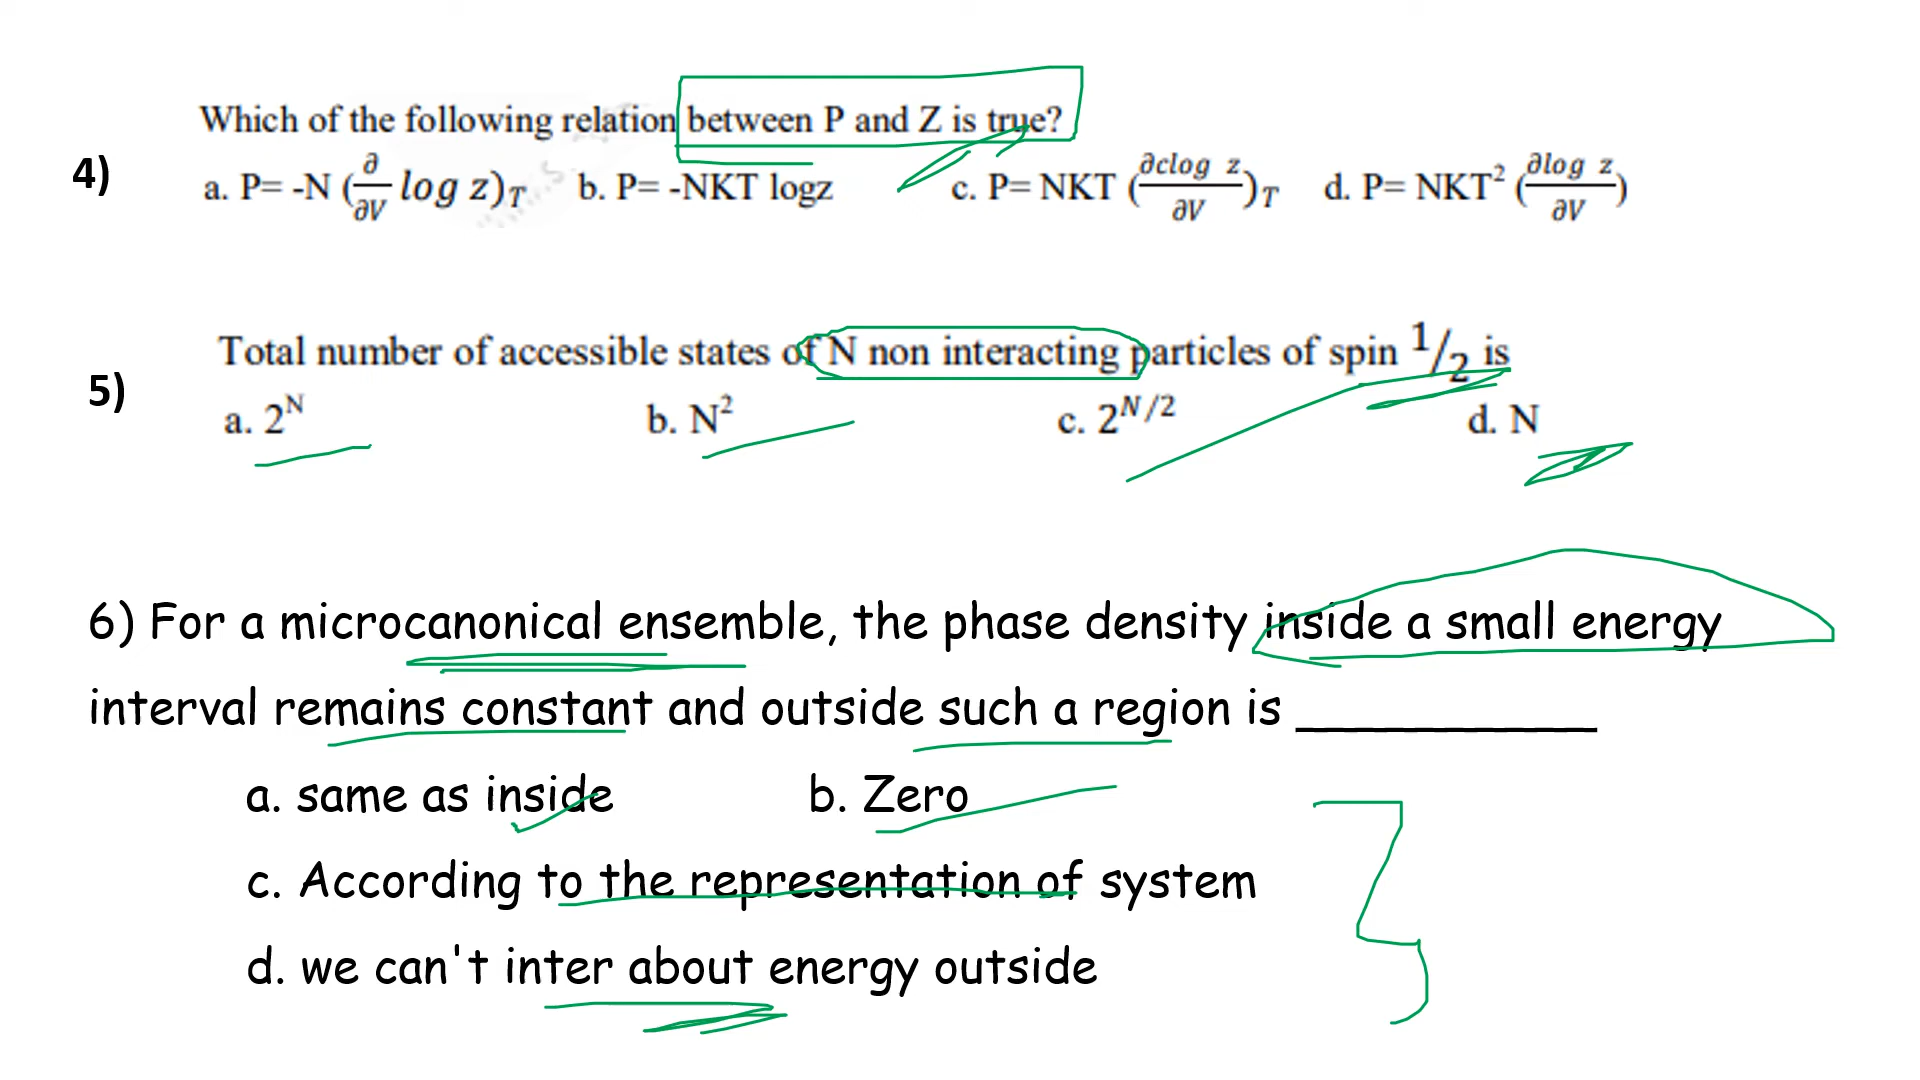 Which of the following relation between P and Z is true?
4) a. P= -N (∂/∂V log z)T b. P= -NKT logz c. P= NKT (∂clog z/∂V)T d. P= NKT² (∂log z/∂V)
Total number of accessible states of N non interacting particles of spin 1/2 is
5) a. 2^N b. N² c. 2^N/2 d. N
6) For a microcanonical ensemble, the phase density inside a small energy
interval remains constant and outside such a region is ___________
a. same as inside b. Zero
c. According to the representation of system
d. we can't inter about energy outside